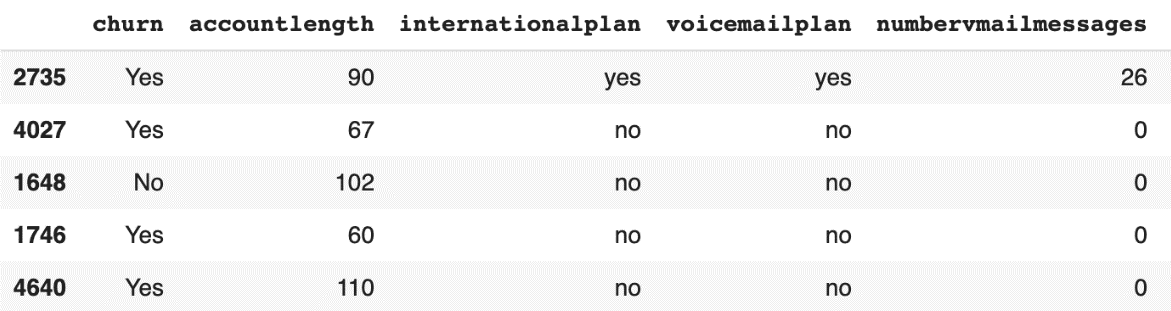 churn accountlength internationalplan voicemailplan numbervmailmessages
2735 Yes 90 yes yes 26
4027 Yes 67 no no 0
1648 No 102 no no 0
1746 Yes 60 no no 0
4640 Yes 110 no no 0